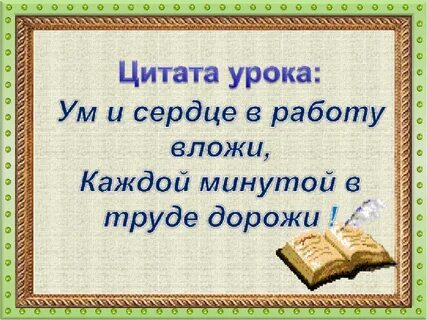 Цитата урока:
Ум и сердце в работу
вложи,
Каждой минутой в
труде дорожи !